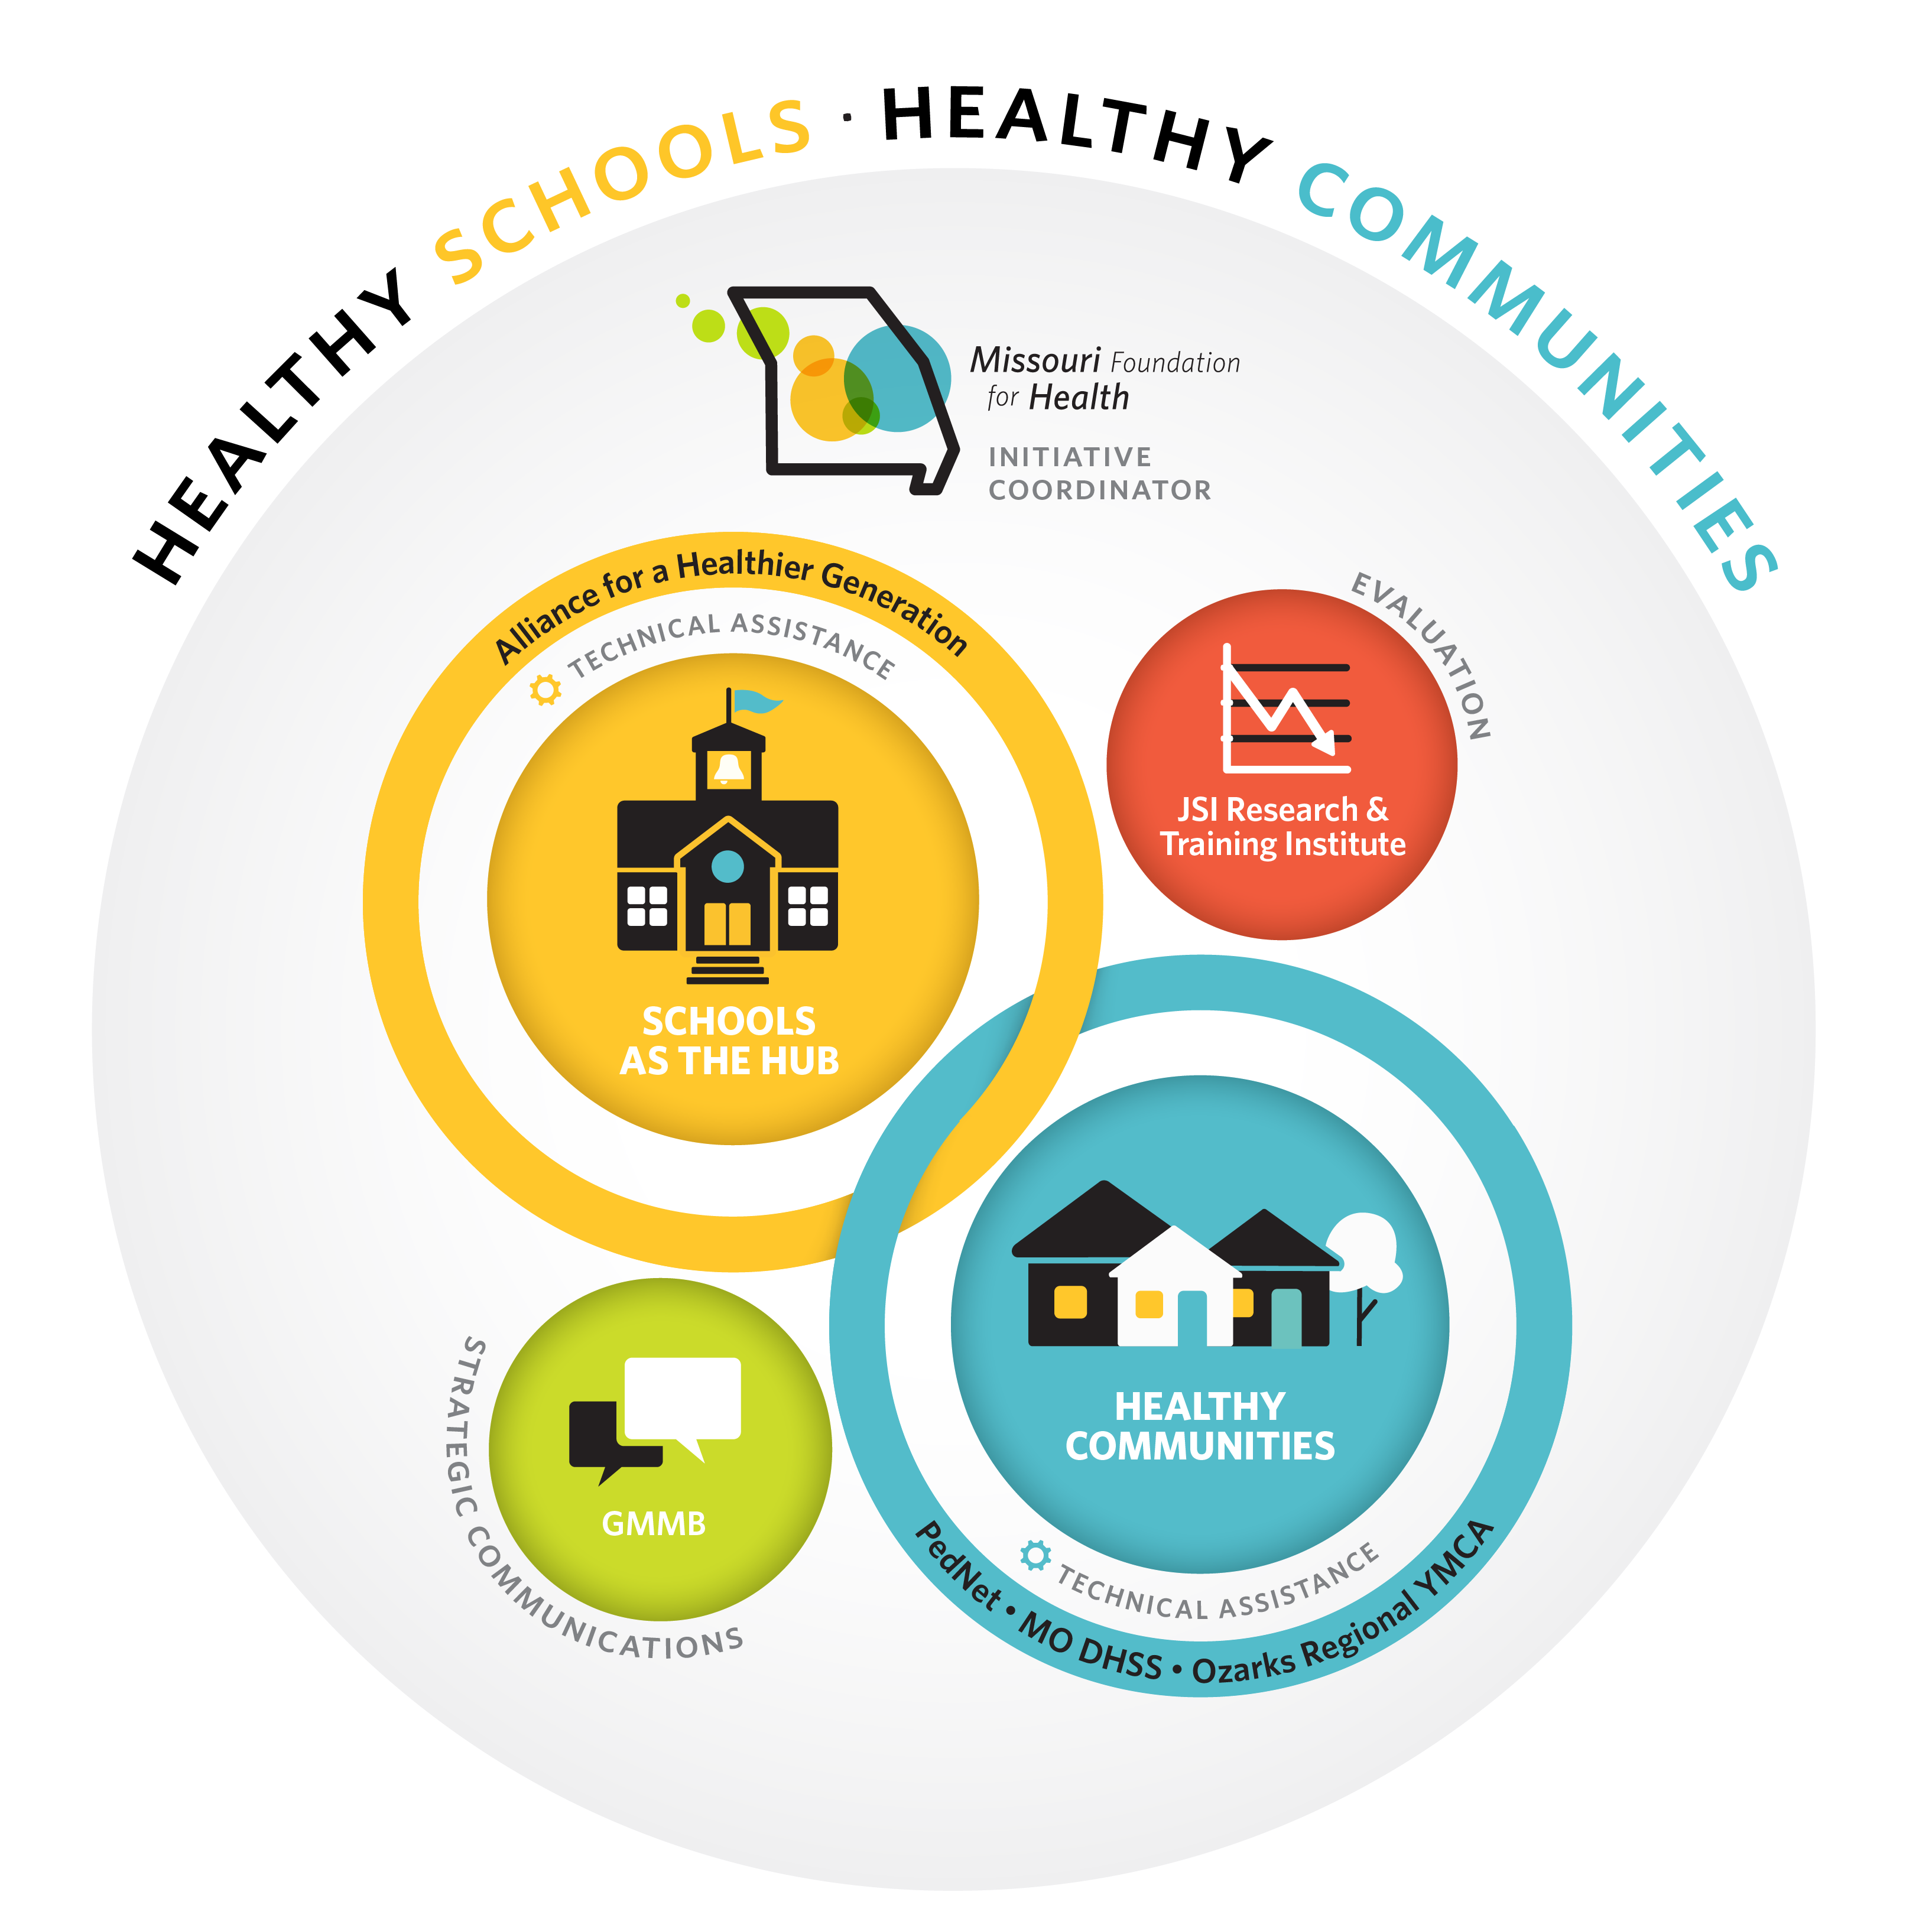 HEALTHY SCHOOLS · HEALTHY COMMUNITIES
Missouri Foundation
for Health
INITIATIVE
COORDINATOR
Alliance for a Healthier Generation
TECHNICAL ASSISTANCE
SCHOOLS
AS THE HUB
EVALUATION
JSI Research &
Training Institute
HEALTHY
COMMUNITIES
TECHNICAL ASSISTANCE
PedNet • MO DHSS • Ozarks Regional YMCA
GMMB
STRATEGIC COMMUNICATIONS